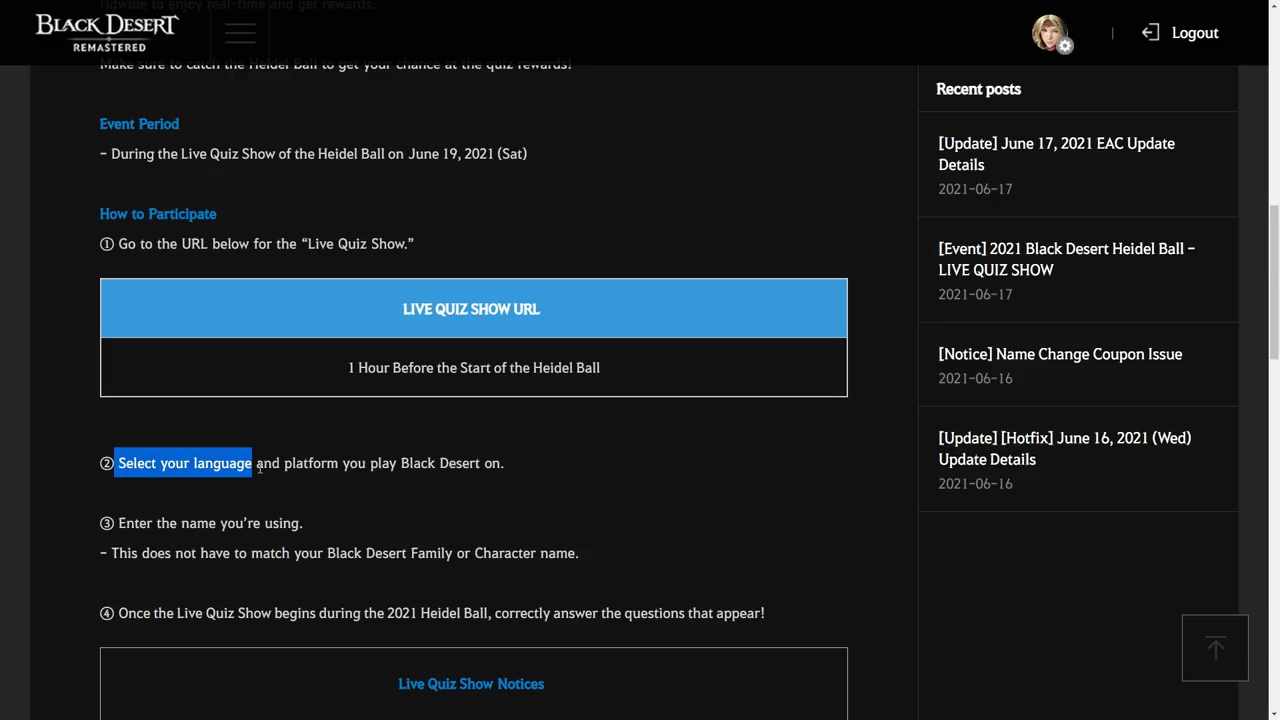 BLACK DESERT
REMASTERED
Logout
ridwide to enjoy real-time and get rewards.
Make sure to catch the Heidel Ball to get your chance at the quiz rewards!
Event Period
- During the Live Quiz Show of the Heidel Ball on June 19, 2021 (Sat)
How to Participate
① Go to the URL below for the “Live Quiz Show.”
LIVE QUIZ SHOW URL
1 Hour Before the Start of the Heidel Ball
② Select your language and platform you play Black Desert on.
③ Enter the name you’re using.
- This does not have to match your Black Desert Family or Character name.
④ Once the Live Quiz Show begins during the 2021 Heidel Ball, correctly answer the questions that appear!
Live Quiz Show Notices
Recent posts
[Update] June 17, 2021 EAC Update
Details
2021-06-17
[Event] 2021 Black Desert Heidel Ball -
LIVE QUIZ SHOW
2021-06-17
[Notice] Name Change Coupon Issue
2021-06-16
[Update] [Hotfix] June 16, 2021 (Wed)
Update Details
2021-06-16